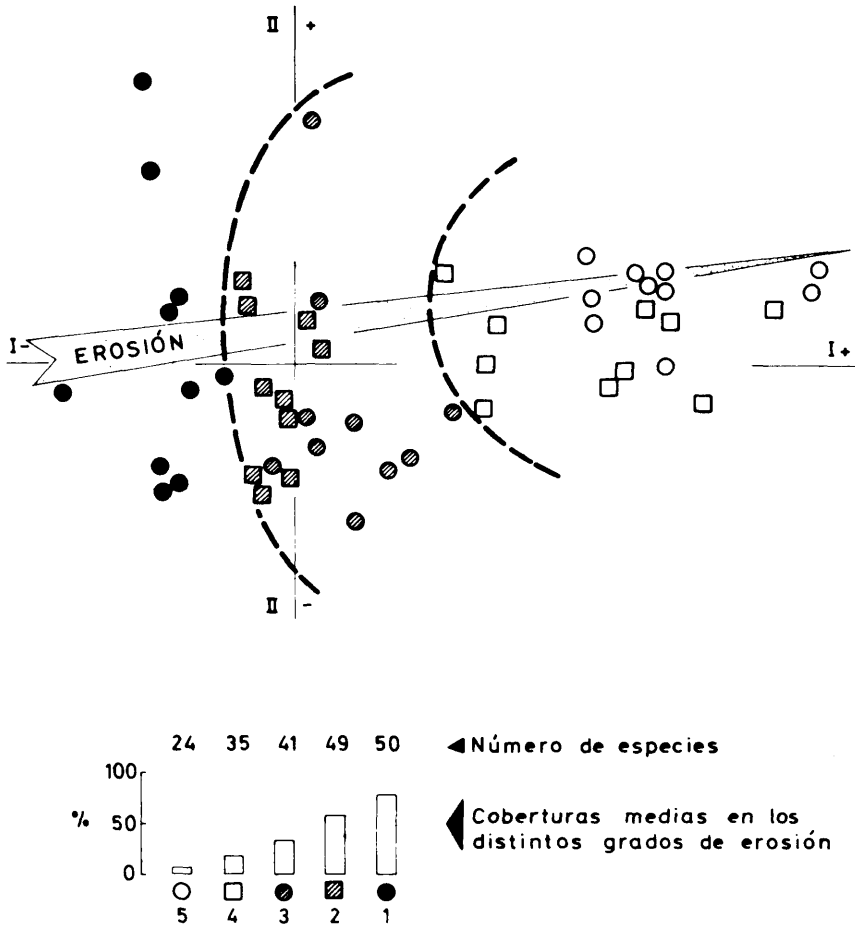 II +
I-
EROSIÓN
I+
II -
24 35 41 49 50 Número de especies
100
% 50
0
Coberturas medias en los
distintos grados de erosión
5 4 3 2 1